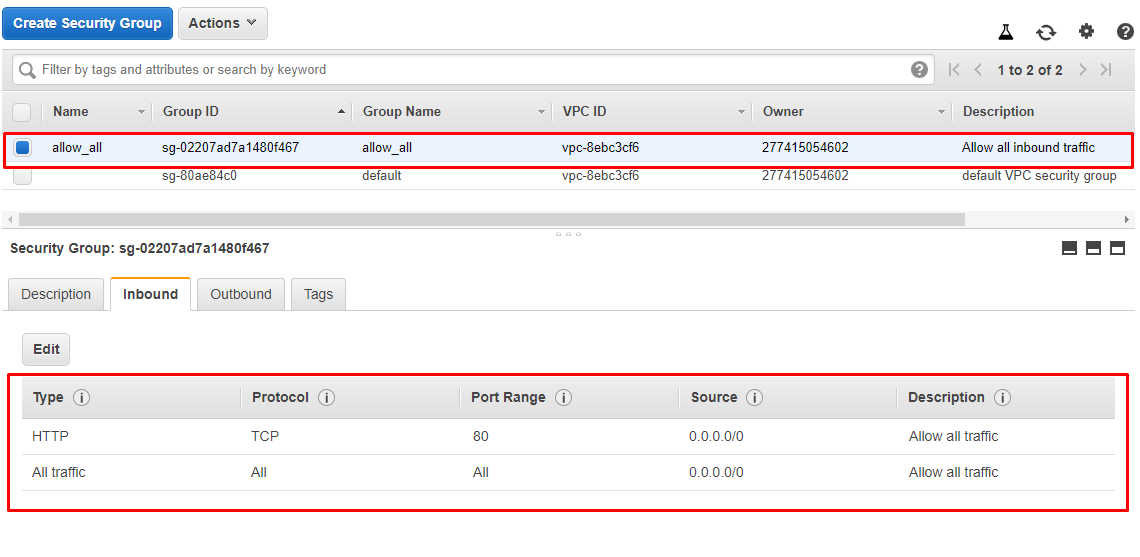 Create Security Group Actions
Filter by tags and attributes or search by keyword 1 to 2 of 2
Name Group ID Group Name VPC ID Owner Description
allow_all sg-02207ad7a1480f467 allow_all vpc-8ebc3cf6 277415054602 Allow all inbound traffic
sg-80ae84c0 default vpc-8ebc3cf6 277415054602 default VPC security group
Security Group: sg-02207ad7a1480f467
Description Inbound Outbound Tags
Edit
Type Protocol Port Range Source Description
HTTP TCP 80 0.0.0.0/0 Allow all traffic
All traffic All All 0.0.0.0/0 Allow all traffic